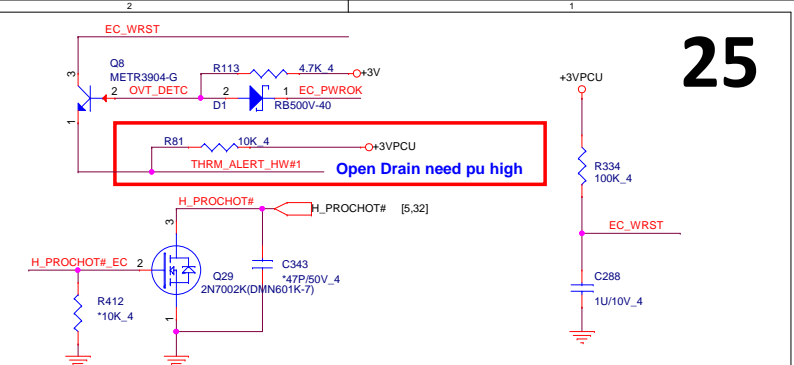 2
1
25
EC_WRST
Q8
METR3904-G
3
2
1
OVT_DETC
R113
4.7K_4
+3V
2
1
EC_PWROK
D1
RB500V-40
R81
10K_4
+3VPCU
THRM_ALERT_HW#1
Open Drain need pu high
H_PROCHOT#
H_PROCHOT#
[5,32]
H_PROCHOT#_EC
2
3
1
Q29
2N7002K(DMN601K-7)
C343
*47P/50V_4
R412
*10K_4
+3VPCU
R334
100K_4
EC_WRST
C288
1U/10V_4